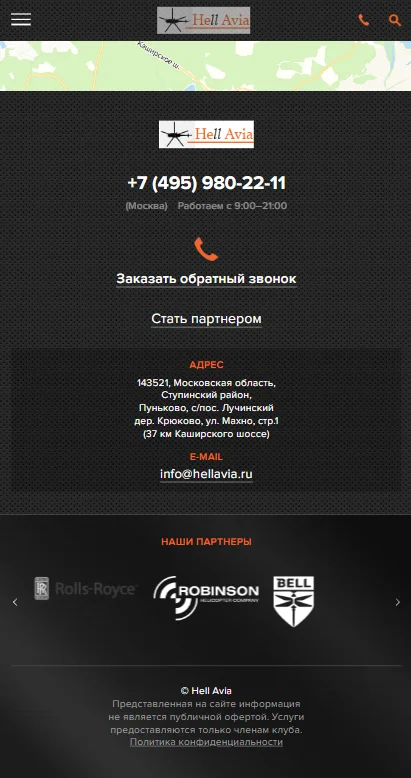 Hell Avia
Каширское ш.
Hell Avia
+7 (495) 980-22-11
(Москва) Работаем с 9:00–21:00
Заказать обратный звонок
Стать партнером
АДРЕС
143521, Московская область,
Ступинский район,
Пуньково, с/пос. Лучинский
дер. Крюково, ул. Махно, стр.1
(37 км Каширского шоссе)
E-MAIL
info@hellavia.ru
НАШИ ПАРТНЕРЫ
RR Rolls-Royce
ROBINSON
HELICOPTER COMPANY
BELL
© Hell Avia
Представленная на сайте информация
не является публичной офертой. Услуги
предоставляются только членам клуба.
Политика конфиденциальности